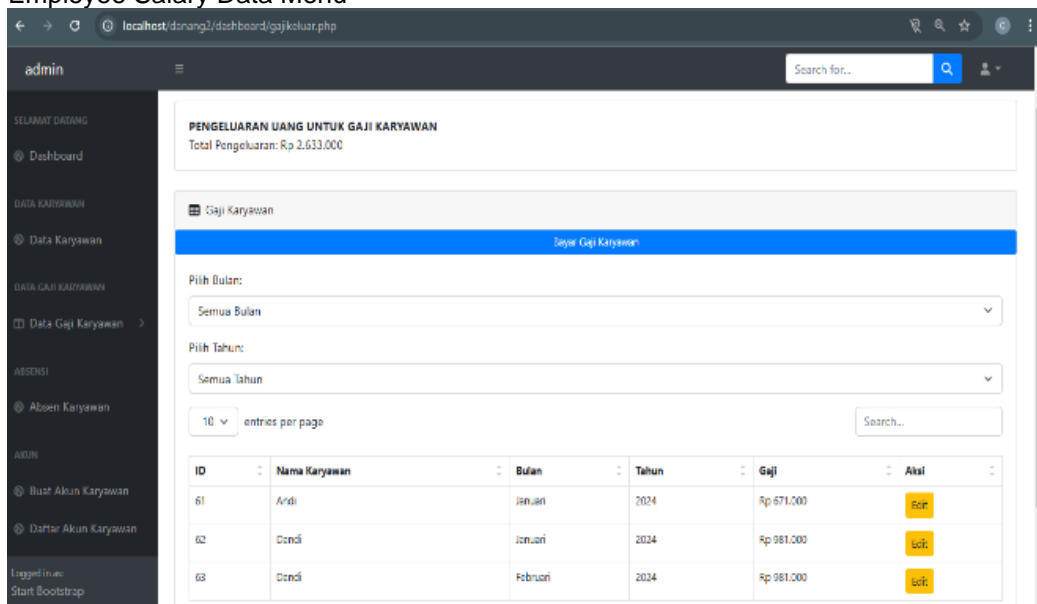 Employee Salary Data Menu
localhost/danang2/dashboard/gajikeluar.php
admin
Search for...
SELAMAT DATANG
Dashboard
DATA KARYAWAN
Data Karyawan
DATA GAJI KARYAWAN
Data Gaji Karyawan
ABSENSI
Absen Karyawan
AKUN
Buat Akun Karyawan
Daftar Akun Karyawan
Logged in as:
Start Bootstrap
PENGELUARAN UANG UNTUK GAJI KARYAWAN
Total Pengeluaran: Rp 2.633.000
Gaji Karyawan
Bayar Gaji Karyawan
Pilih Bulan:
Semua Bulan
Pilih Tahun:
Semua Tahun
10 entries per page
Search...
ID Nama Karyawan Bulan Tahun Gaji Aksi
61 Andi Januari 2024 Rp 671.000 Edit
62 Dandi Januari 2024 Rp 981.000 Edit
63 Dandi Februari 2024 Rp 981.000 Edit